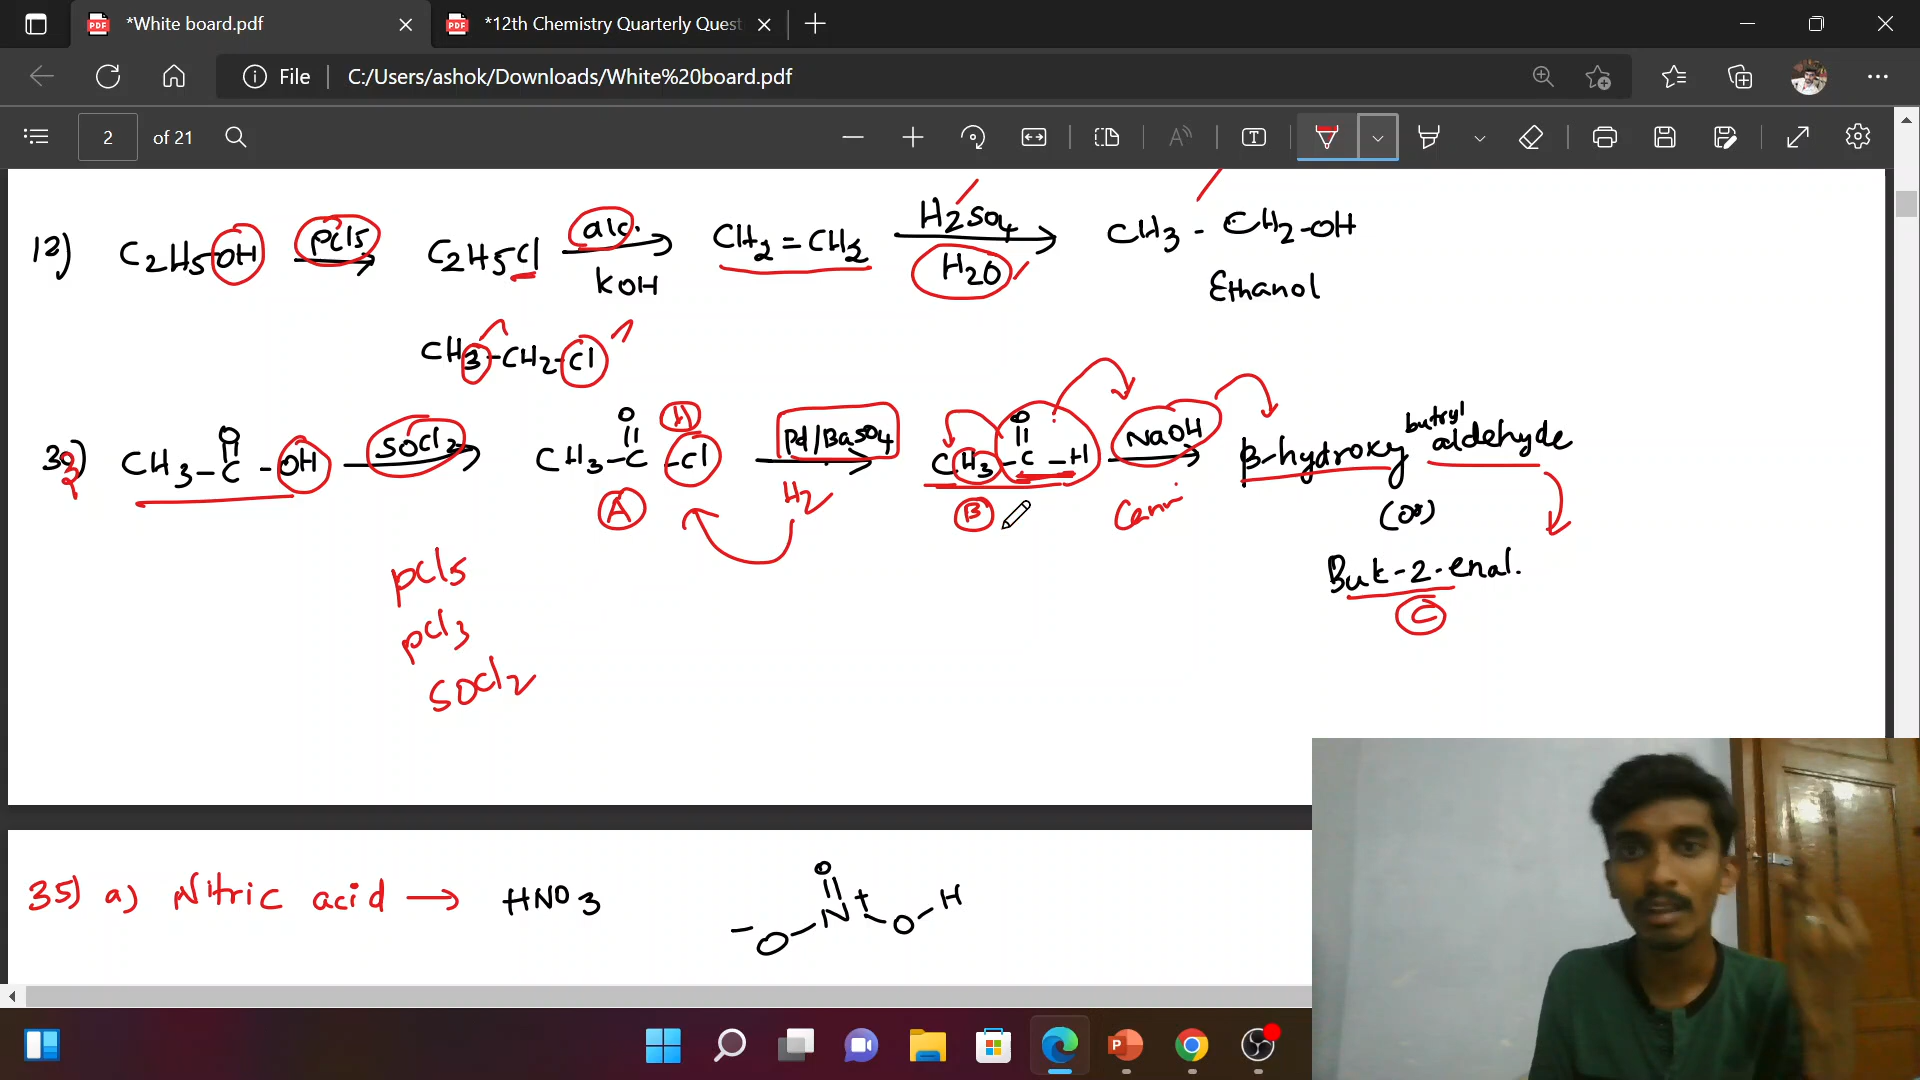 *White board.pdf
*12th Chemistry Quarterly Quest
File
C:/Users/ashok/Downloads/White%20board.pdf
2 of 21
12) C2H5OH PCl5 C2H5Cl alc. KOH CH2=CH2 H2SO4 H2O CH3-CH2-OH
Ethanol
CH3-CH2-Cl
CH3-C-OH
O
SOCl2
CH3-C-Cl
O
H
A
Pd/BaSO4
H2
CH3-C-H
O
B
NaOH
Canni
β-hydroxy butryl aldehyde
(or)
But-2-enal.
C
PCl5
PCl3
SOCl2
35) a) Nitric acid → HNO3
O
-O-N+-O-H